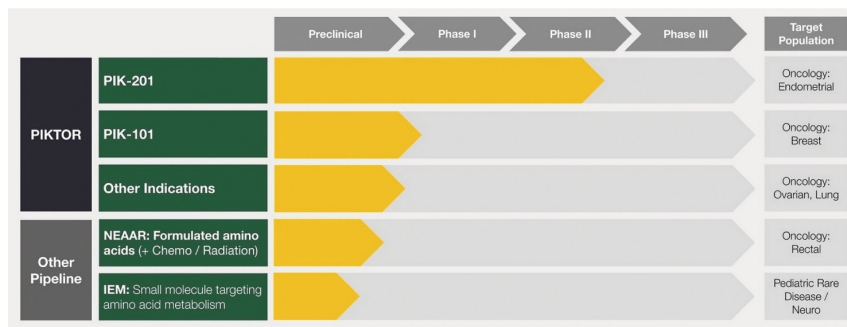 Preclinical Phase I Phase II Phase III Target
Population
PIKTOR
PIK-201
Oncology:
Endometrial
PIK-101
Oncology:
Breast
Other Indications
Oncology:
Ovarian, Lung
Other
Pipeline
NEAAR: Formulated amino
acids (+ Chemo / Radiation)
Oncology:
Rectal
IEM: Small molecule targeting
amino acid metabolism
Pediatric Rare
Disease /
Neuro